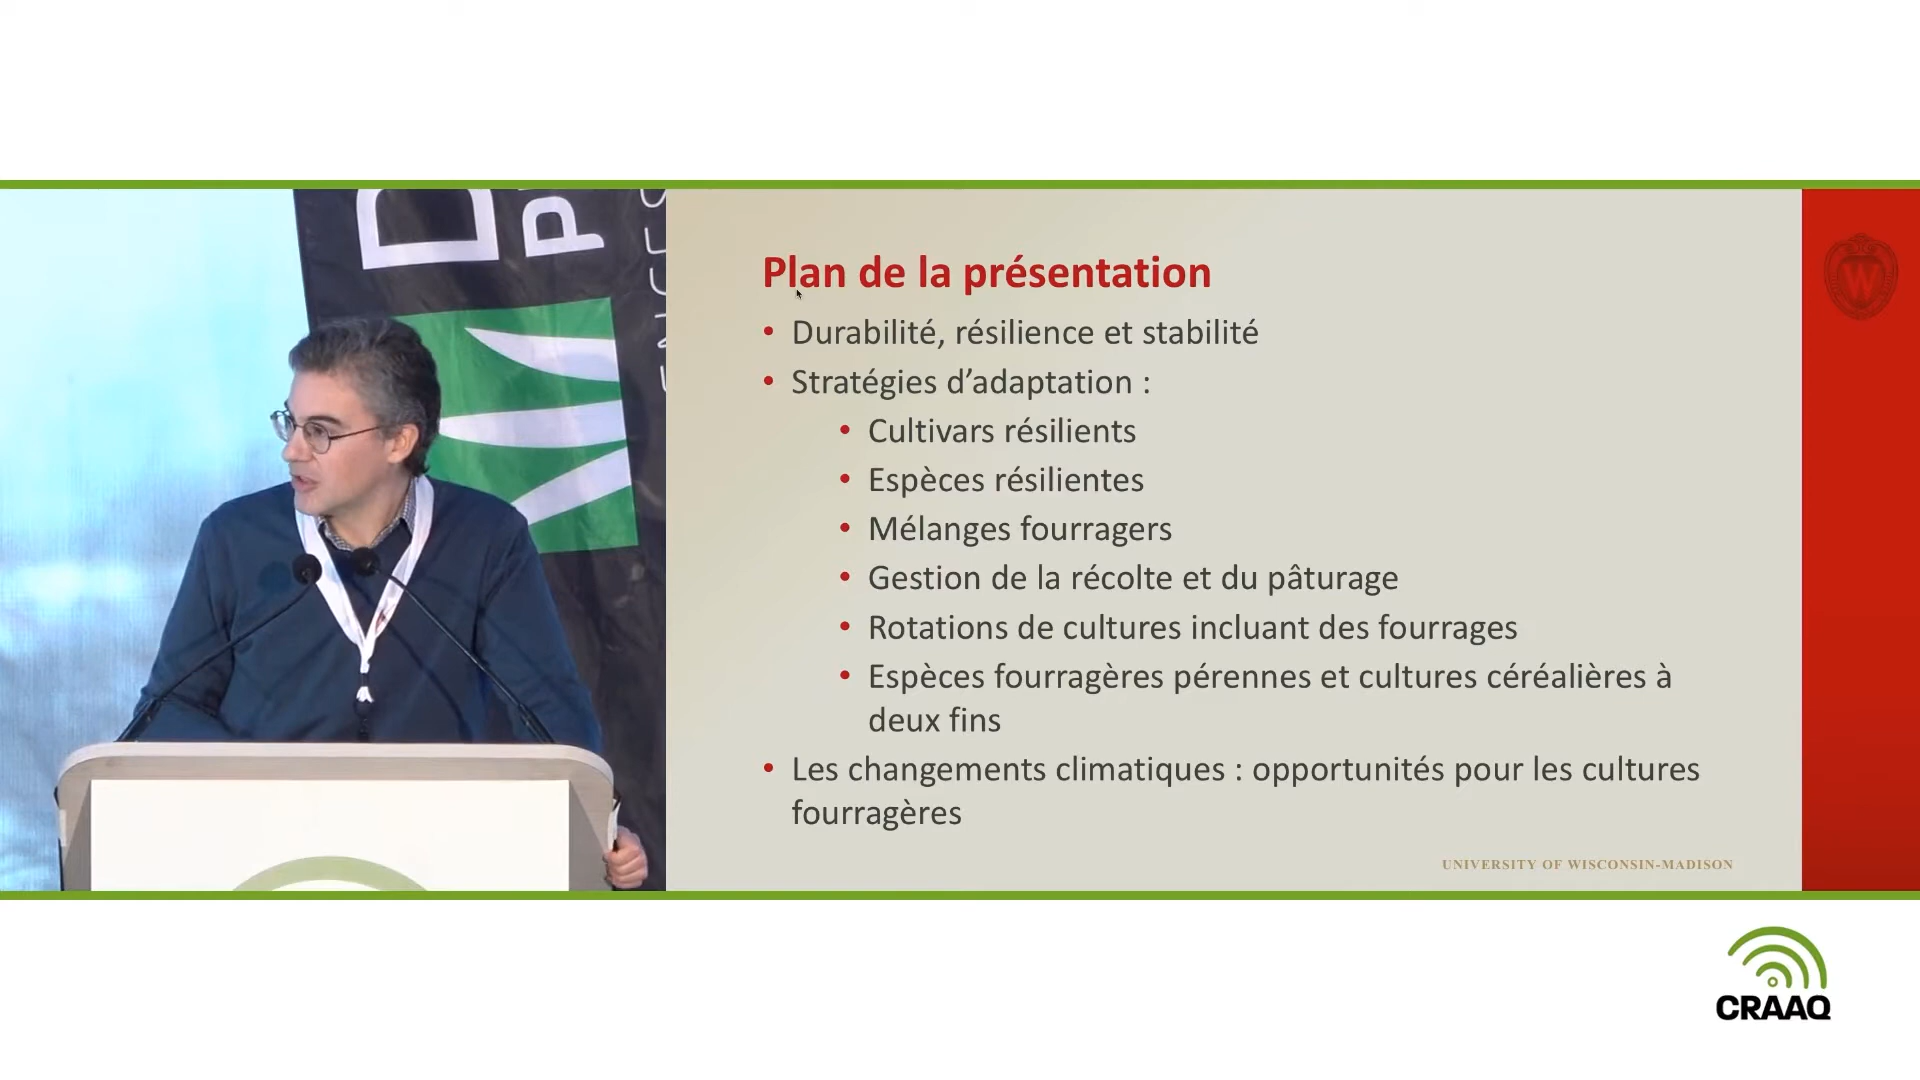 Plan de la présentation
• Durabilité, résilience et stabilité
• Stratégies d’adaptation :
• Cultivars résilients
• Espèces résilientes
• Mélanges fourragers
• Gestion de la récolte et du pâturage
• Rotations de cultures incluant des fourrages
• Espèces fourragères pérennes et cultures céréalières à
deux fins
• Les changements climatiques : opportunités pour les cultures
fourragères
UNIVERSITY OF WISCONSIN-MADISON
W
CRAAQ